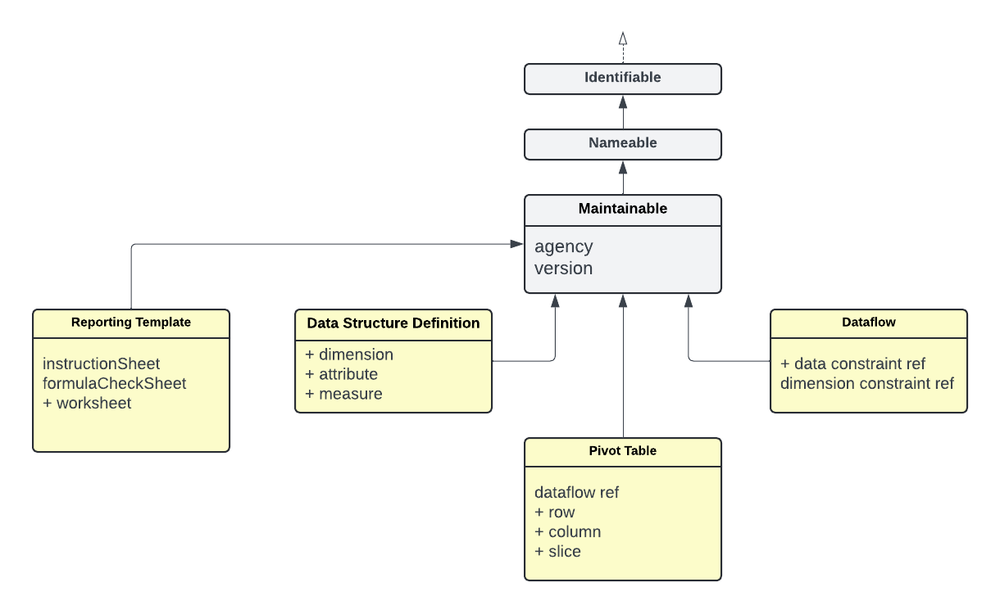 Identifiable
Nameable
Maintainable
agency
version
Reporting Template
instructionSheet
formulaCheckSheet
+ worksheet
Data Structure Definition
+ dimension
+ attribute
+ measure
Pivot Table
dataflow ref
+ row
+ column
+ slice
Dataflow
+ data constraint ref
dimension constraint ref